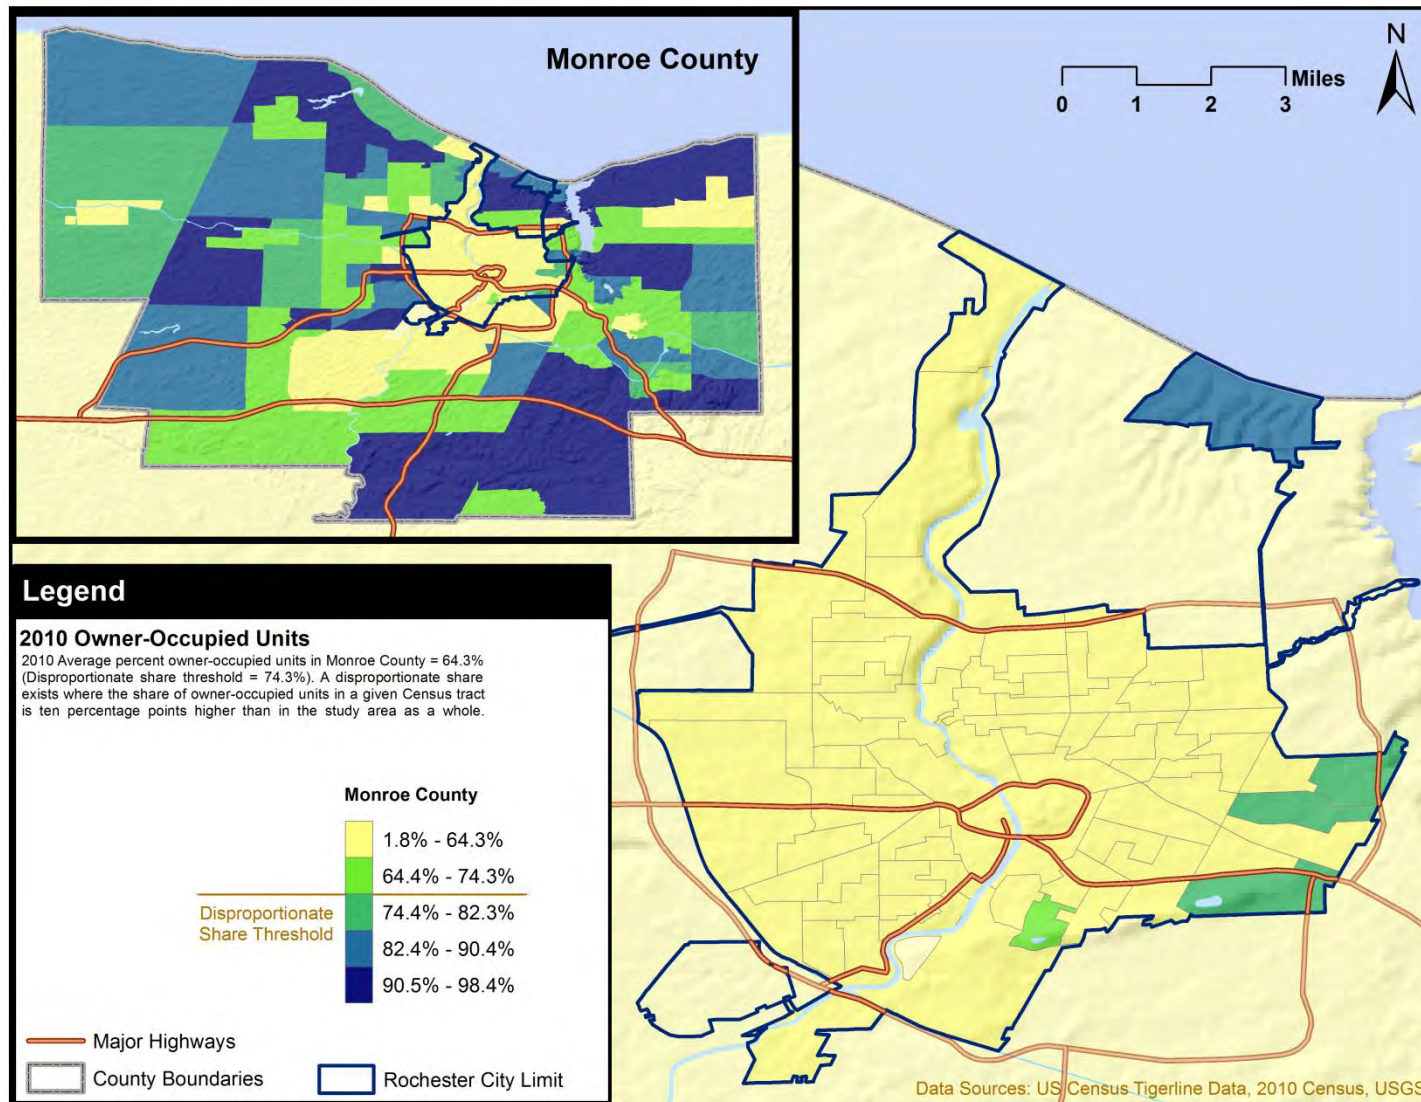 Monroe County
N
Miles
0 1 2 3
Legend
2010 Owner-Occupied Units
2010 Average percent owner-occupied units in Monroe County = 64.3%
(Disproportionate share threshold = 74.3%). A disproportionate share
exists where the share of owner-occupied units in a given Census tract
is ten percentage points higher than in the study area as a whole.
Monroe County
1.8% - 64.3%
64.4% - 74.3%
Disproportionate
Share Threshold
74.4% - 82.3%
82.4% - 90.4%
90.5% - 98.4%
Major Highways
County Boundaries
Rochester City Limit
Data Sources: US Census Tigerline Data, 2010 Census, USGS